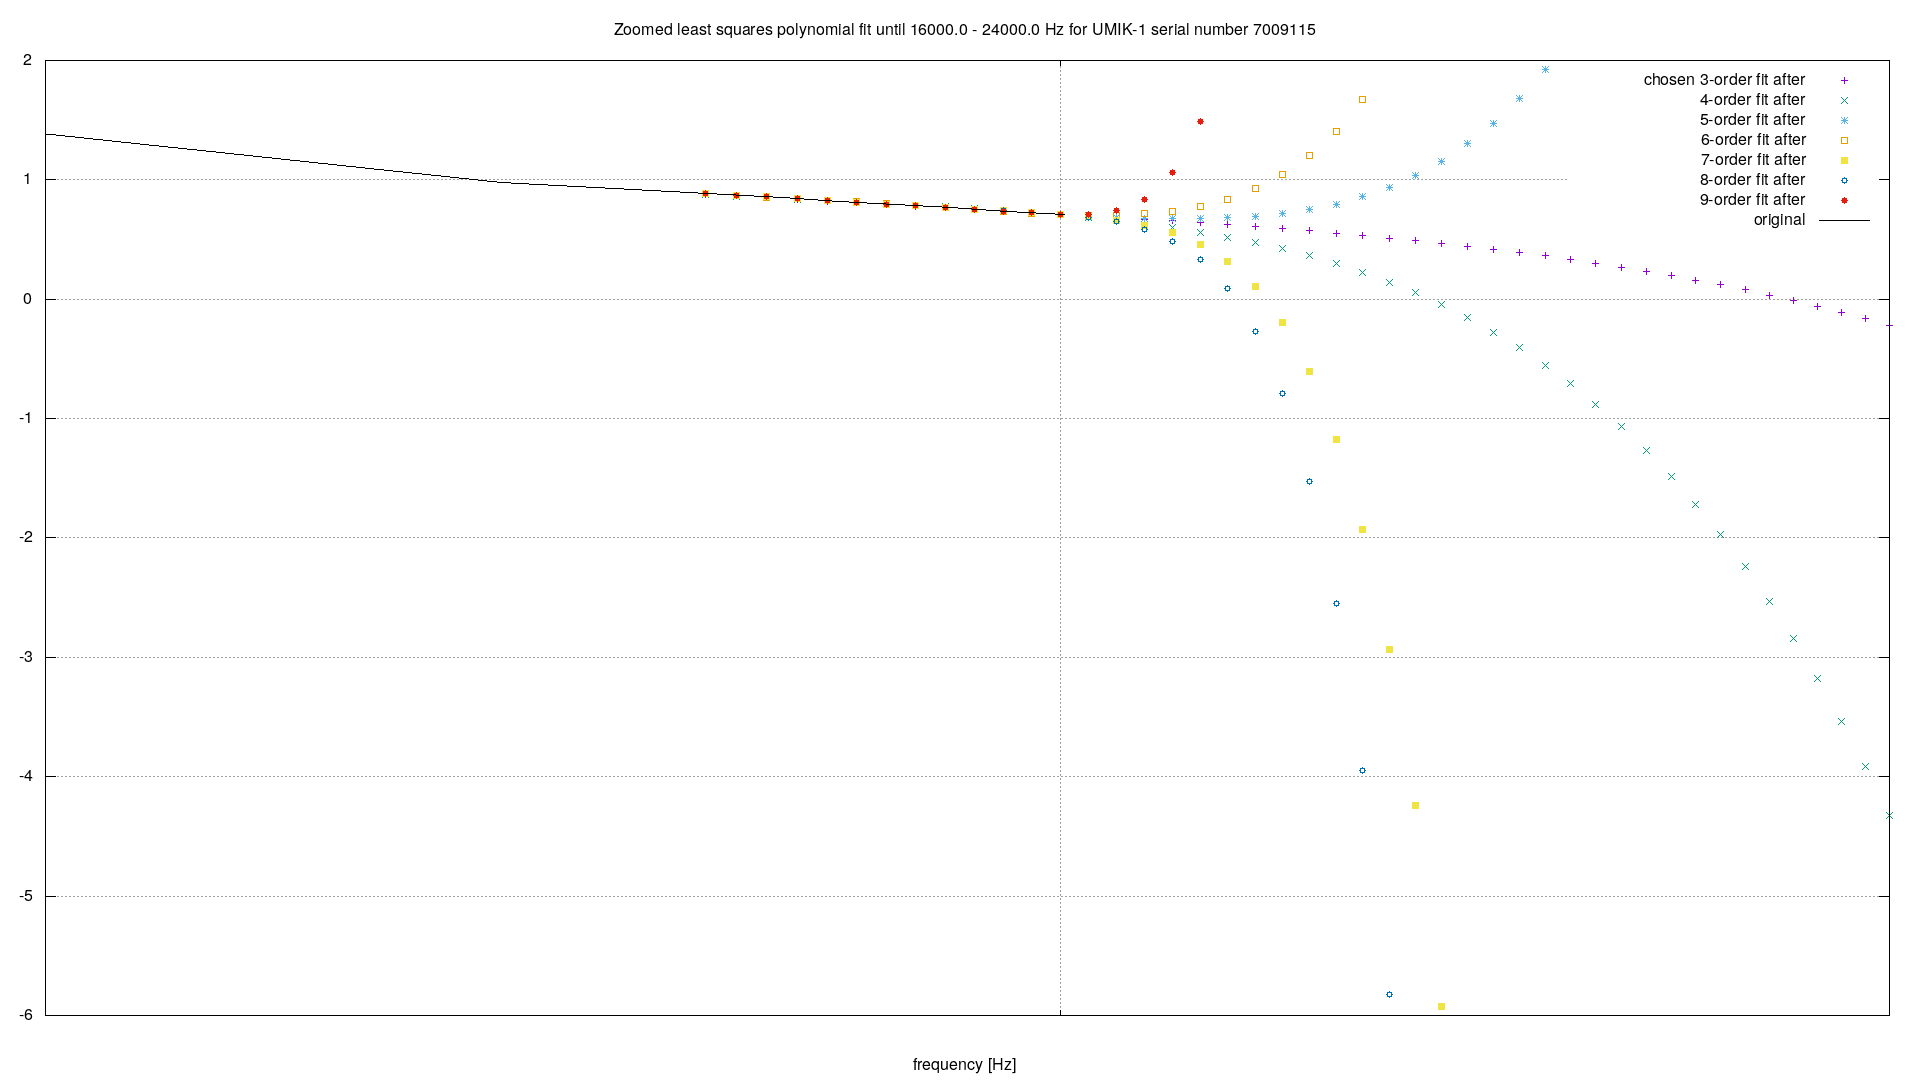 Zoomed least squares polynomial fit until 16000.0 - 24000.0 Hz for UMIK-1 serial number 7009115
2
1
0
-1
-2
-3
-4
-5
-6
chosen 3-order fit after
4-order fit after
5-order fit after
6-order fit after
7-order fit after
8-order fit after
9-order fit after
original
frequency [Hz]